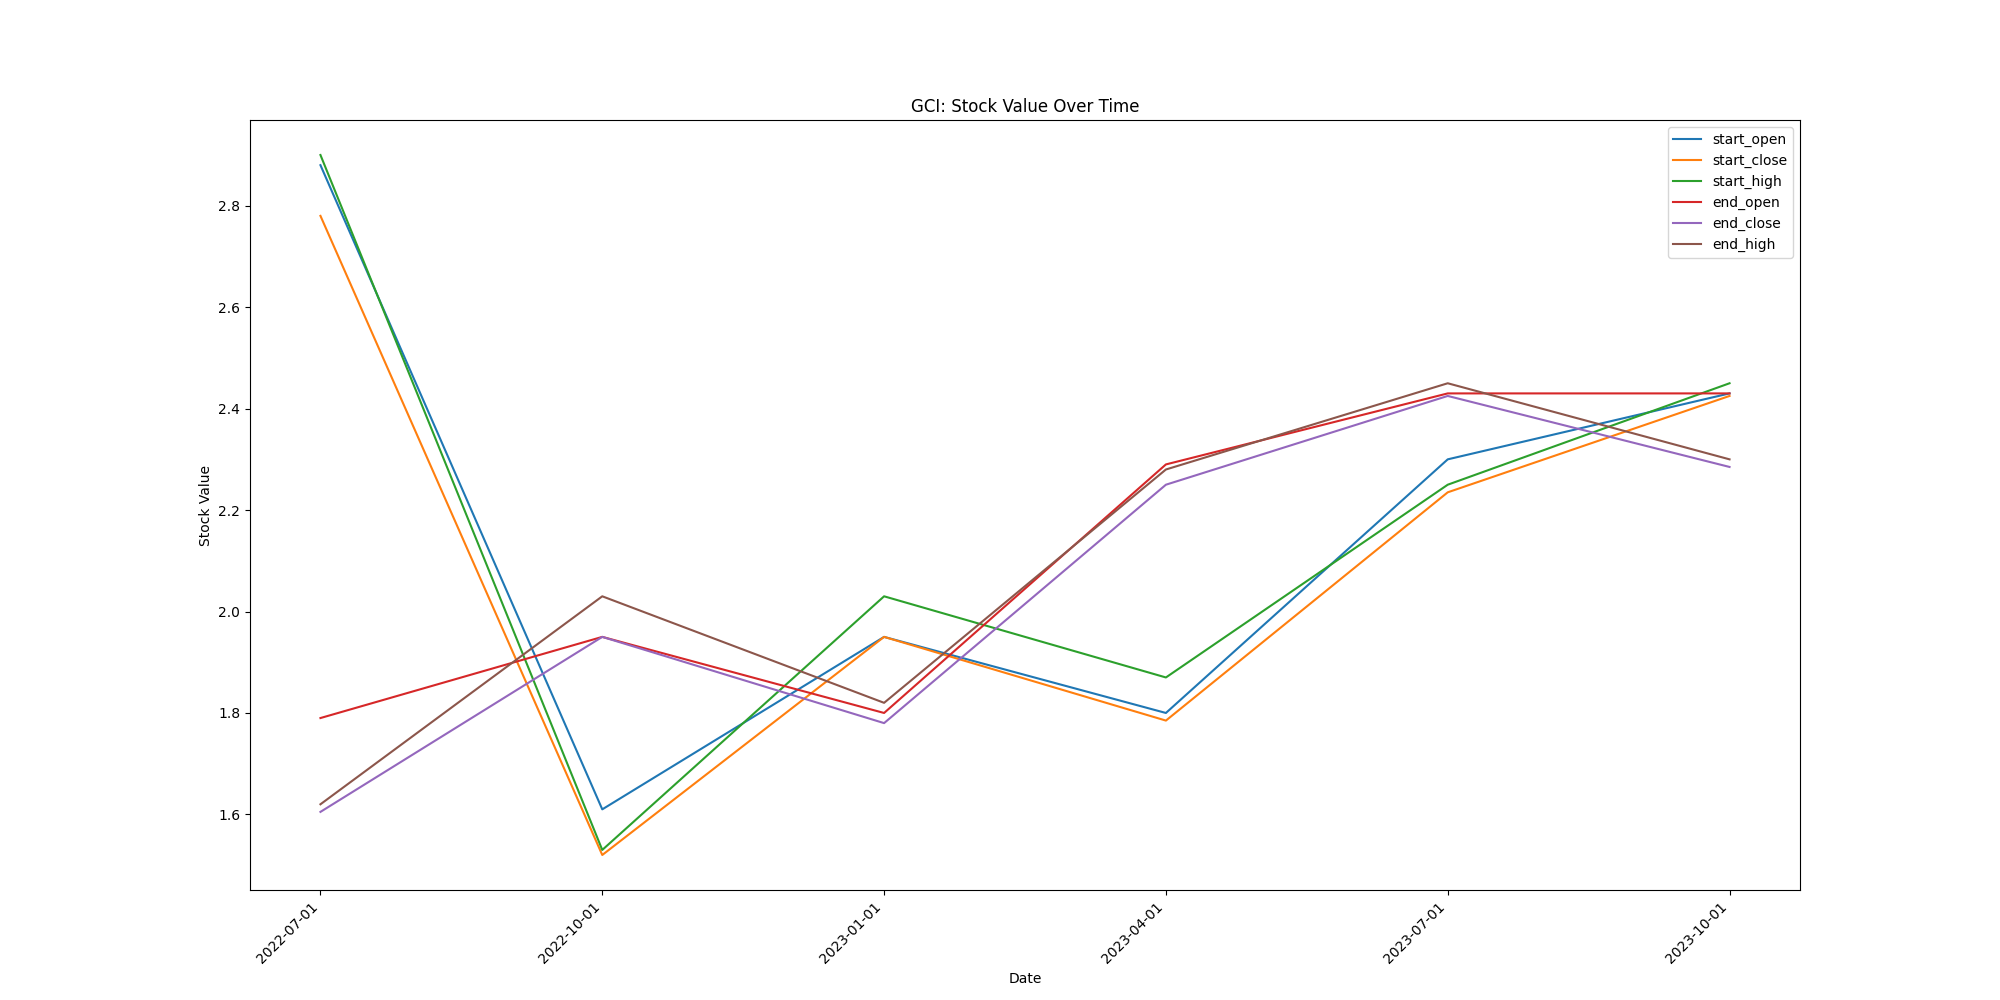 GCI: Stock Value Over Time
start_open
start_close
start_high
end_open
end_close
end_high
Stock Value
2.8
2.6
2.4
2.2
2.0
1.8
1.6
2022-07-01
2022-10-01
2023-01-01
2023-04-01
2023-07-01
2023-10-01
Date